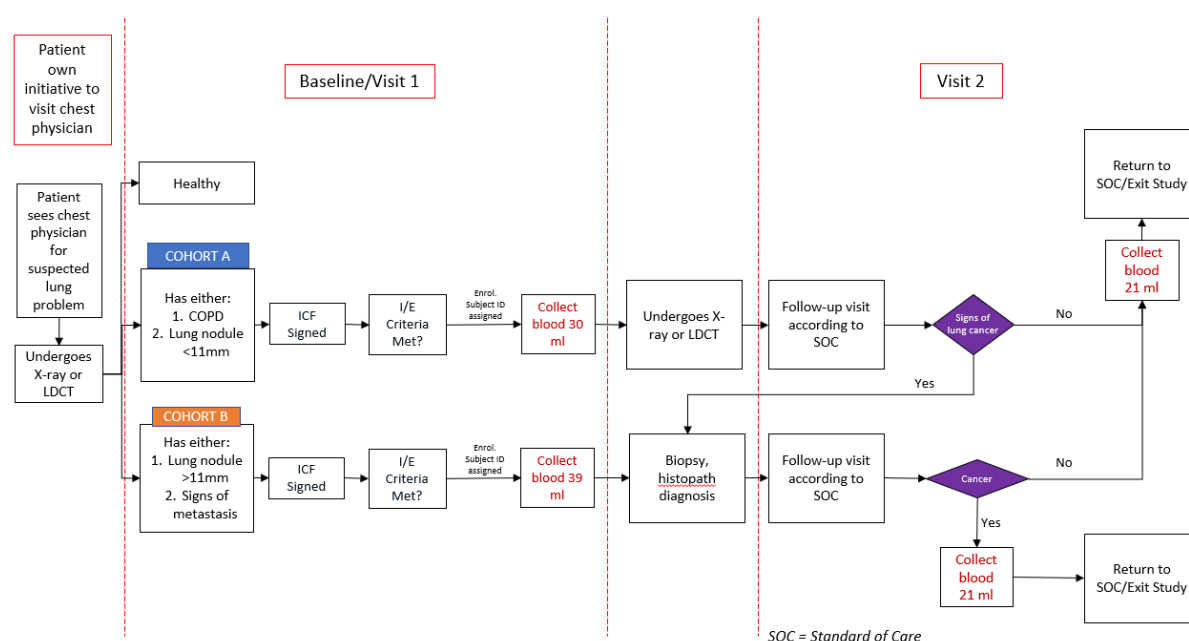 Patient
own
initiative to
visit chest
physician
Baseline/Visit 1
Visit 2
Healthy
Patient
sees chest
physician
for
suspected
lung
problem
Undergoes
X-ray or
LDCT
COHORT A
Has either:
1. COPD
2. Lung nodule
<11mm
ICF
Signed
I/E
Criteria
Met?
Enrol.
Subject ID
assigned
Collect
blood 30
ml
Undergoes X-
ray or LDCT
Follow-up visit
according to
SOC
Signs of
lung cancer
No
Yes
Collect
blood
21 ml
Return to
SOC/Exit Study
COHORT B
Has either:
1. Lung nodule
>11mm
2. Signs of
metastasis
ICF
Signed
I/E
Criteria
Met?
Enrol.
Subject ID
assigned
Collect
blood 39
ml
Biopsy,
histopath
diagnosis
Follow-up visit
according to
SOC
Cancer
No
Yes
Collect
blood
21 ml
Return to
SOC/Exit Study
SOC = Standard of Care